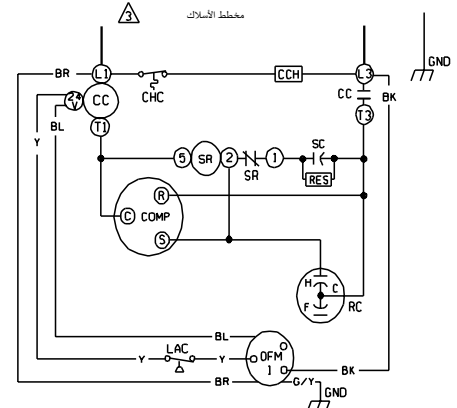 3
مخطط الأسلاك
GND
BR L1 CCH L3
CHC
24 V CC
CC BK
BL T1 T3
Y
5 SR 2 SR 1 SC
RES
R
C COMP
S
H C
F RC
BL
LAC
Y Y OFM
1 BK
BR G/Y
GND